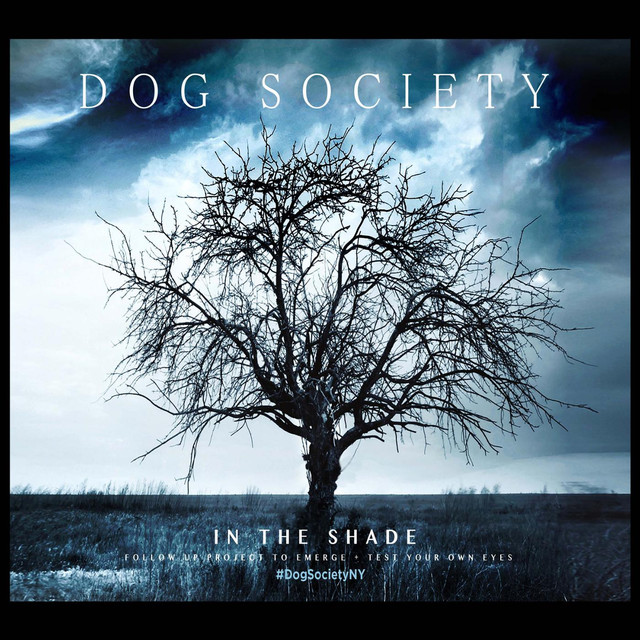 DOG SOCIETY
IN THE SHADE
FOLLOW UP PROJECT TO EMERGE + TEST YOUR OWN EYES
#DogSocietyNY